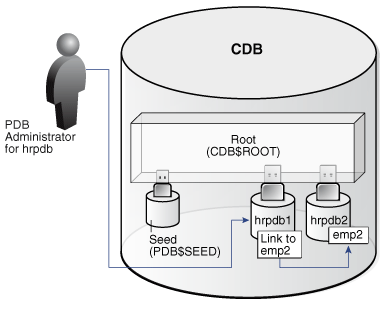 CDB
PDB
Administrator
for hrpdb
Root
(CDB$ROOT)
Seed
(PDB$SEED)
hrpdb1
Link to
emp2
hrpdb2
emp2